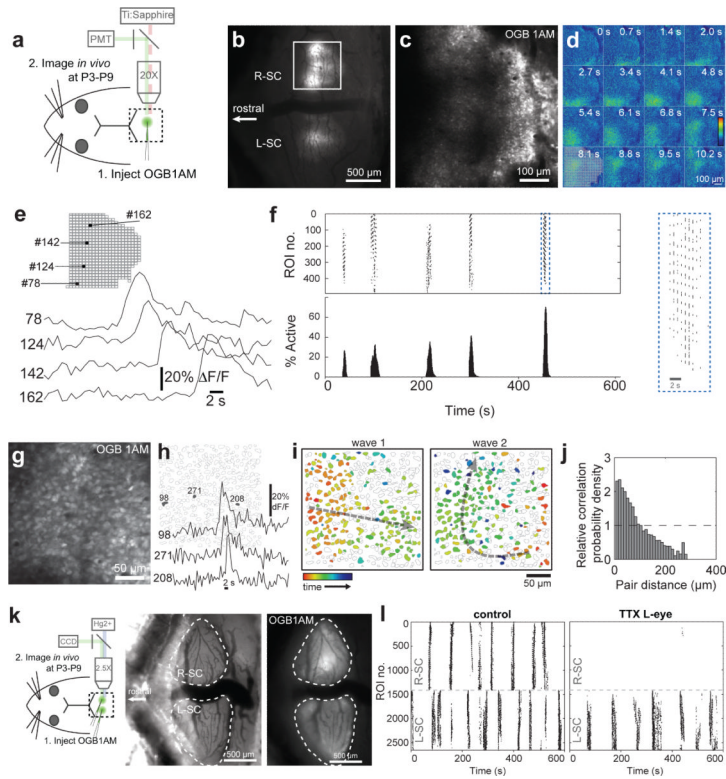 a
Ti:Sapphire
PMT
2. Image in vivo
at P3-P9
20X
1. Inject OGB1AM
b
R-SC
rostral
L-SC
500 µm
c
OGB 1AM
100 µm
d
0s 0.7 s 1.4 s 2.0 s
2.7 s 3.4 s 4.1 s 4.8 s
5.4 s 6.1 s 6.8 s 7.5 s
8.1 s 8.8 s 9.5 s 10.2 s
100 µm
e
#162
#142
#124
#78
78
124
142
162
20% ΔF/F
2 s
f
ROI no.
0
100
200
300
400
% Active
60
40
20
0
0 200 400 600
Time (s)
2 s
g
OGB 1AM
50 µm
h
98
271
208
20%
dF/F
98
271
208
2 s
i
wave 1
wave 2
time
50 µm
j
Relative correlation
probability density
3
2
1
0
0 200 400
Pair distance (µm)
k
Hg2+
CCD
2. Image in vivo
at P3-P9
2.5X
1. Inject OGB1AM
rostral
R-SC
L-SC
500 µm
OGB1AM
500 µm
l
control
TTX L-eye
ROI no.
0
500
1000
1500
2000
2500
R-SC
L-SC
R-SC
L-SC
0 200 400 600
0 200 400 600
Time (s)
Time (s)